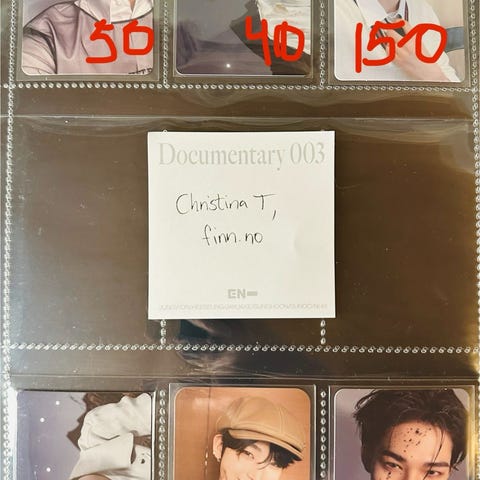 50 40 150
Documentary 003
Christina T,
finn.no
EN-